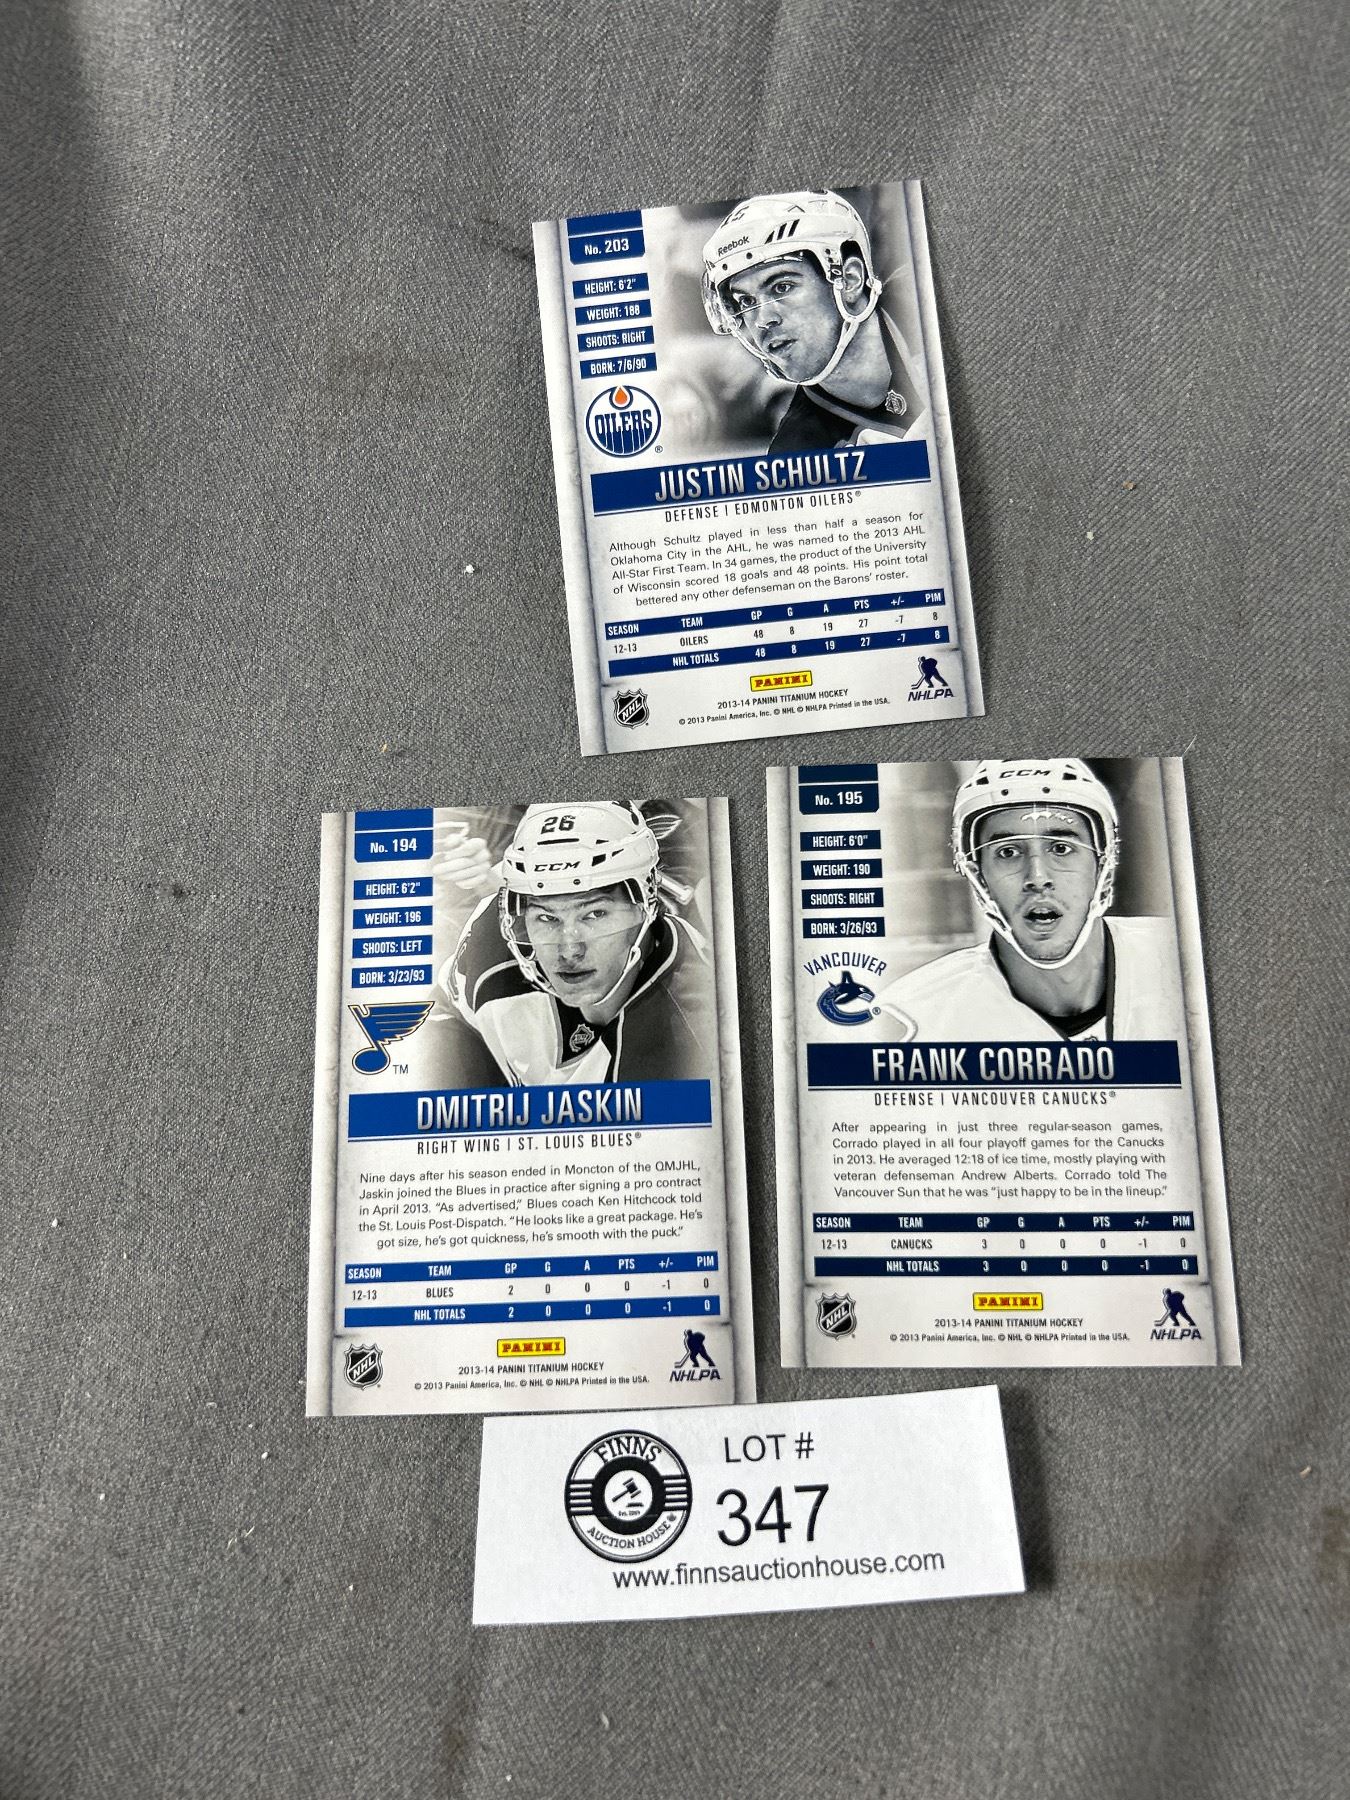 No. 203
15
Reebok
HEIGHT: 6'2"
WEIGHT: 188
SHOOTS: RIGHT
BORN: 7/6/90
OILERS
®
JUSTIN SCHULTZ
DEFENSE | EDMONTON OILERS®
Although Schultz played in less than half a season for
Oklahoma City in the AHL, he was named to the 2013 AHL
All-Star First Team. In 34 games, the product of the University
of Wisconsin scored 18 goals and 48 points. His point total
bettered any other defenseman on the Barons' roster.
SEASON TEAM GP G A PTS +/- PIM
12-13 OILERS 48 8 19 27 -7 8
NHL TOTALS 48 8 19 27 -7 8
PANINI
NHL
2013-14 PANINI TITANIUM HOCKEY
© 2013 Panini America, Inc. © NHL © NHLPA Printed in the USA.
NHLPA
No. 194
26
CCM
HEIGHT: 6'2"
WEIGHT: 196
SHOOTS: LEFT
BORN: 3/23/93
TM
DMITRIJ JASKIN
RIGHT WING | ST. LOUIS BLUES®
Nine days after his season ended in Moncton of the QMJHL,
Jaskin joined the Blues in practice after signing a pro contract
in April 2013. "As advertised," Blues coach Ken Hitchcock told
the St. Louis Post-Dispatch. "He looks like a great package. He's
got size, he's got quickness, he's smooth with the puck."
SEASON TEAM GP G A PTS +/- PIM
12-13 BLUES 2 0 0 0 -1 0
NHL TOTALS 2 0 0 0 -1 0
PANINI
NHL
2013-14 PANINI TITANIUM HOCKEY
© 2013 Panini America, Inc. © NHL © NHLPA Printed in the USA.
NHLPA
No. 195
CCM
HEIGHT: 6'0"
WEIGHT: 190
SHOOTS: RIGHT
BORN: 3/26/93
VANCOUVER
®
FRANK CORRADO
DEFENSE | VANCOUVER CANUCKS®
After appearing in just three regular-season games,
Corrado played in all four playoff games for the Canucks
in 2013. He averaged 12:18 of ice time, mostly playing with
veteran defenseman Andrew Alberts. Corrado told The
Vancouver Sun that he was "just happy to be in the lineup."
SEASON TEAM GP G A PTS +/- PIM
12-13 CANUCKS 3 0 0 0 -1 0
NHL TOTALS 3 0 0 0 -1 0
PANINI
NHL
2013-14 PANINI TITANIUM HOCKEY
© 2013 Panini America, Inc. © NHL © NHLPA Printed in the USA.
NHLPA
FINNS
AUCTION HOUSE
LOT #
347
www.finnsauctionhouse.com